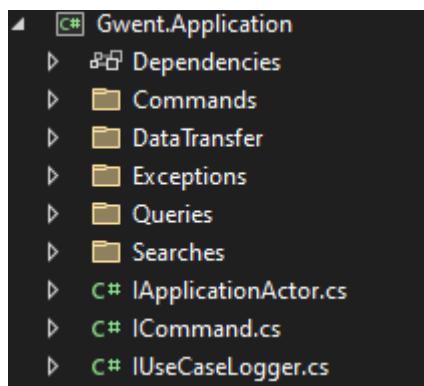 C# Gwent.Application
Dependencies
Commands
DataTransfer
Exceptions
Queries
Searches
C# IApplicationActor.cs
C# ICommand.cs
C# IUseCaseLogger.cs